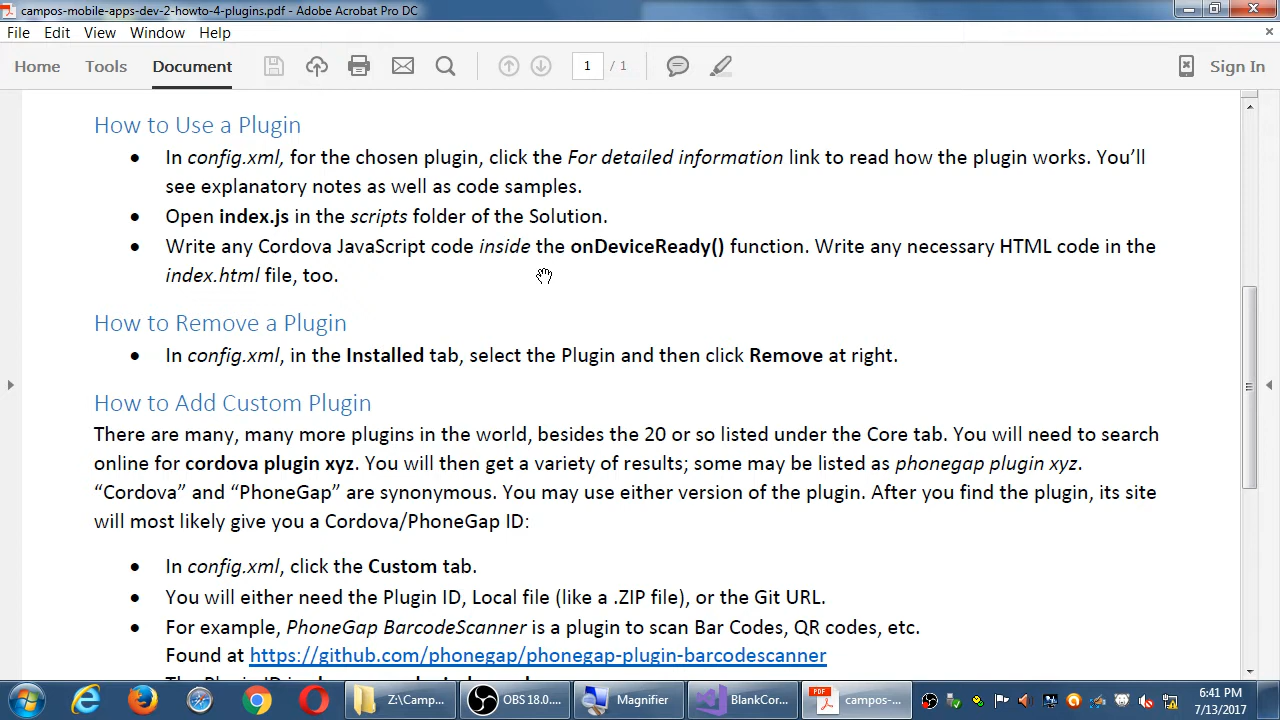 campos-mobile-apps-dev-2-howto-4-plugins.pdf - Adobe Acrobat Pro DC
File Edit View Window Help
Home Tools Document 1 / 1 Sign In
How to Use a Plugin
• In config.xml, for the chosen plugin, click the For detailed information link to read how the plugin works. You’ll
see explanatory notes as well as code samples.
• Open index.js in the scripts folder of the Solution.
• Write any Cordova JavaScript code inside the onDeviceReady() function. Write any necessary HTML code in the
index.html file, too.
How to Remove a Plugin
• In config.xml, in the Installed tab, select the Plugin and then click Remove at right.
How to Add Custom Plugin
There are many, many more plugins in the world, besides the 20 or so listed under the Core tab. You will need to search
online for cordova plugin xyz. You will then get a variety of results; some may be listed as phonegap plugin xyz.
“Cordova” and “PhoneGap” are synonymous. You may use either version of the plugin. After you find the plugin, its site
will most likely give you a Cordova/PhoneGap ID:
• In config.xml, click the Custom tab.
• You will either need the Plugin ID, Local file (like a .ZIP file), or the Git URL.
• For example, PhoneGap BarcodeScanner is a plugin to scan Bar Codes, QR codes, etc.
Found at https://github.com/phonegap/phonegap-plugin-barcodescanner
Z:\Camp... OBS 18.0.... Magnifier BlankCor... campos-... 6:41 PM
7/13/2017